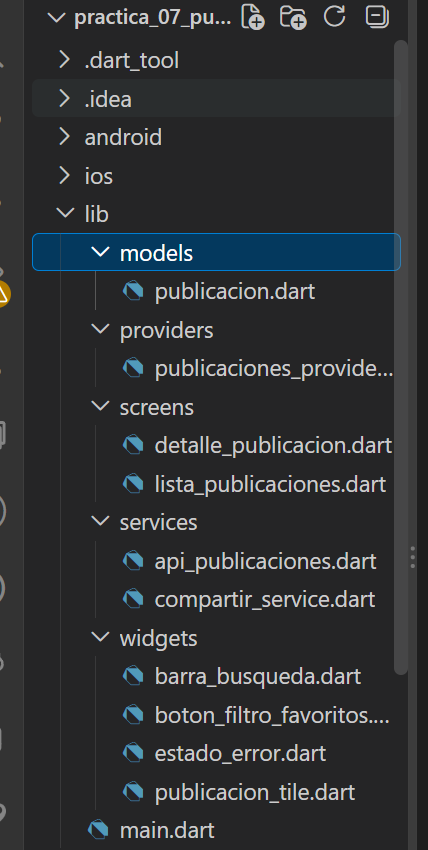 practica_07_pu...
.dart_tool
.idea
android
ios
lib
models
publicacion.dart
providers
publicaciones_provide...
screens
detalle_publicacion.dart
lista_publicaciones.dart
services
api_publicaciones.dart
compartir_service.dart
widgets
barra_busqueda.dart
boton_filtro_favoritos....
estado_error.dart
publicacion_tile.dart
main.dart